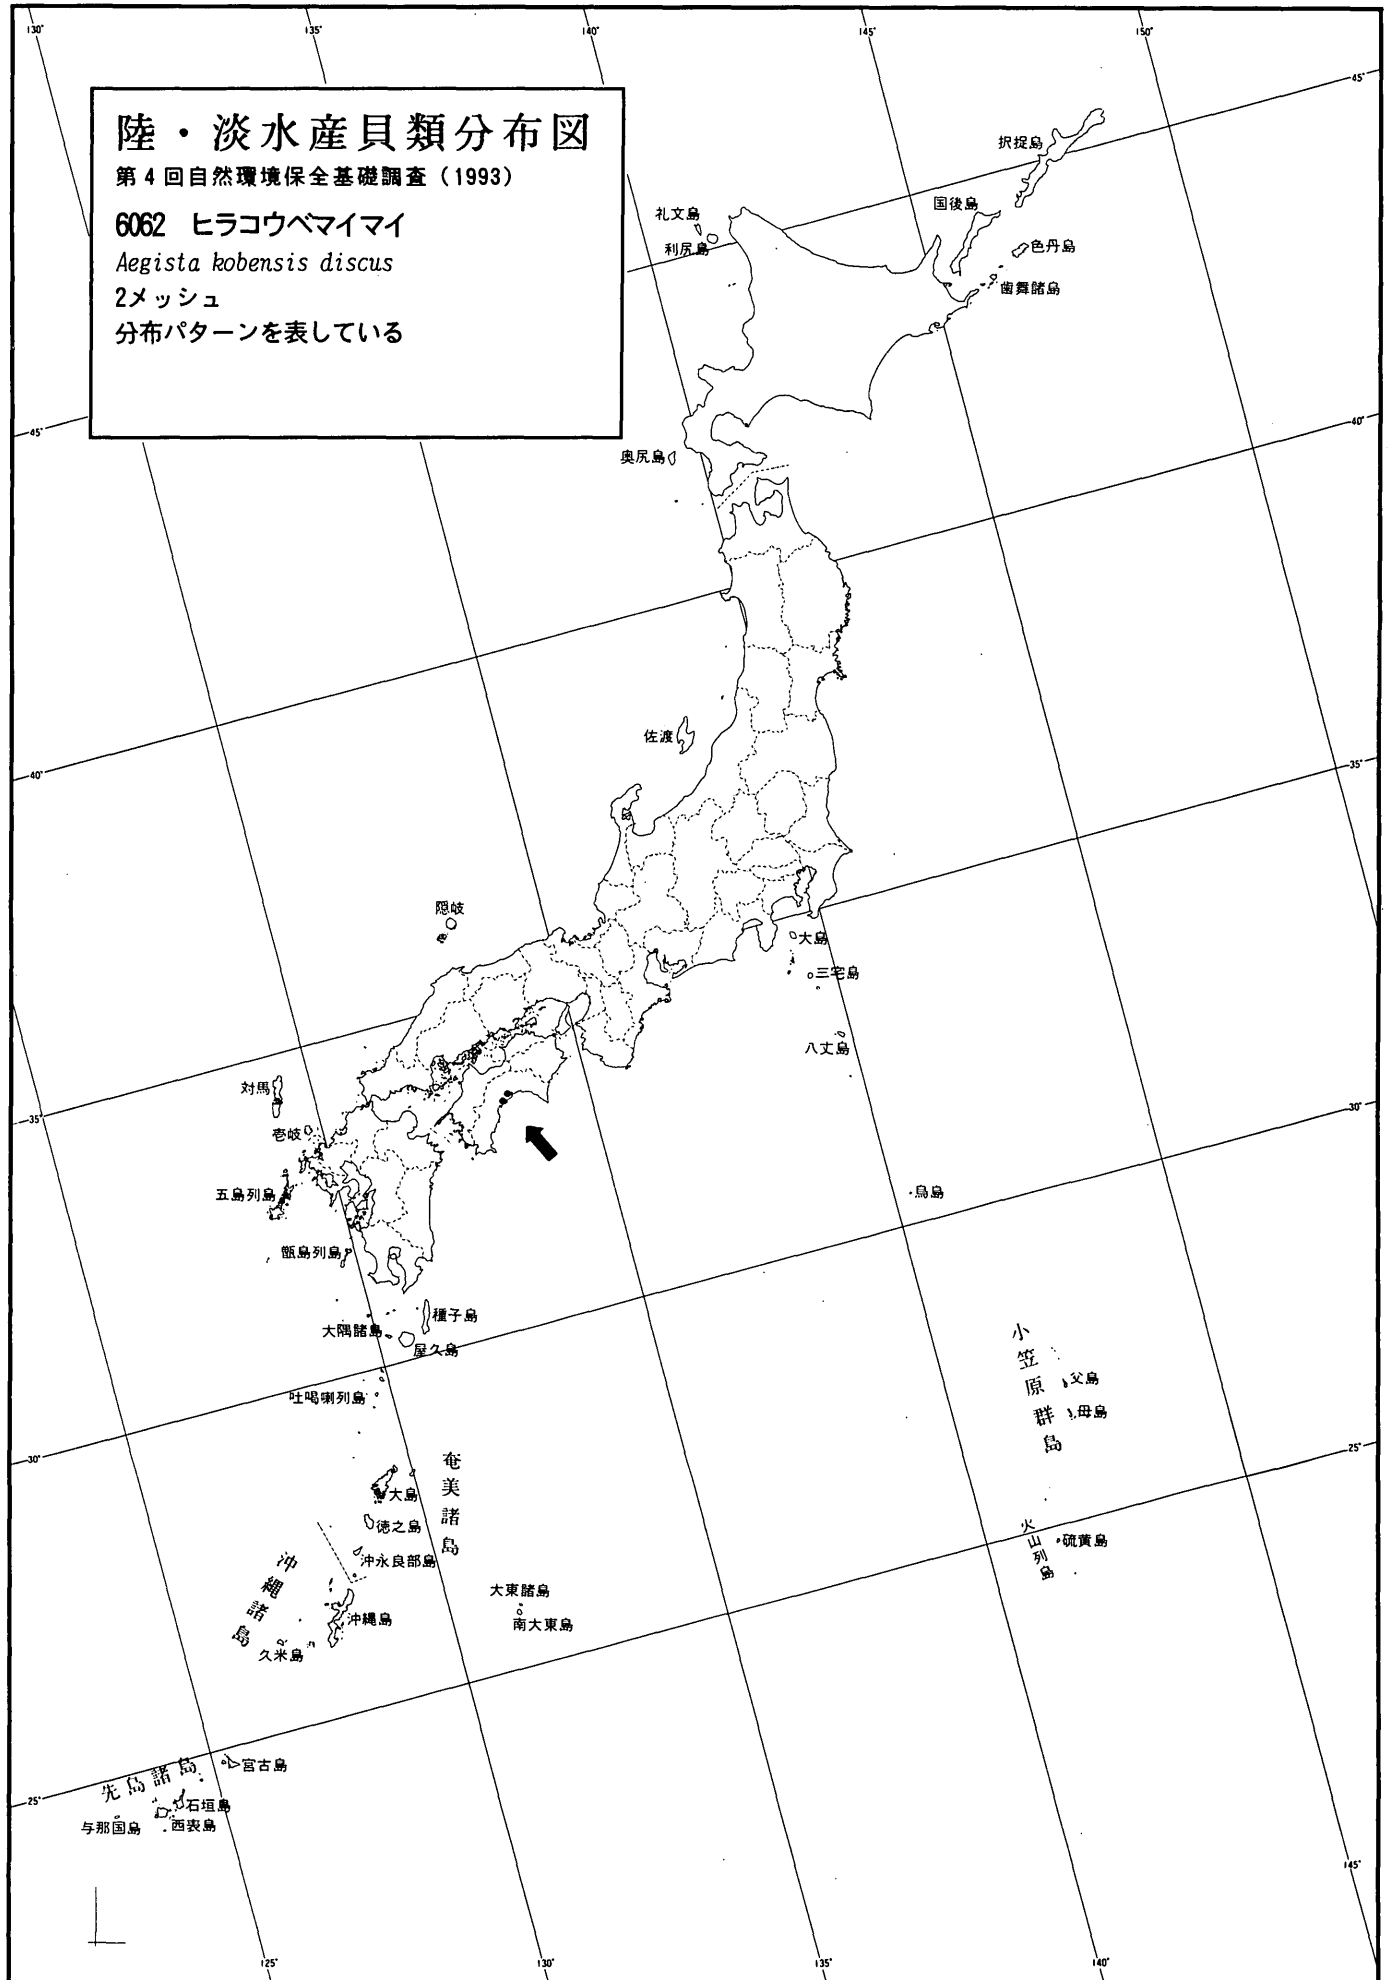 130°
135°
140°
145°
150°
陸・淡水産貝類分布図
第4回自然環境保全基礎調査(1993)
6062 ヒラコウベマイマイ
Aegista kobensis discus
2メッシュ
分布パターンを表している
45°
択捉島
国後島
礼文島
利尻島
色丹島
歯舞諸島
40°
45°
奥尻島
佐渡
35°
40°
隠岐
大島
三宅島
八丈島
対馬
30°
35°
壱岐
五島列島
鳥島
甑島列島
種子島
大隅諸島
屋久島
小笠原群島
父島
吐喝喇列島
母島
25°
30°
奄美諸島
大島
徳之島
火山列島
硫黄島
沖縄諸島
沖永良部島
大東諸島
沖縄島
南大東島
久米島
先島諸島
宮古島
25°
石垣島
与那国島
西表島
145°
125°
130°
135°
140°